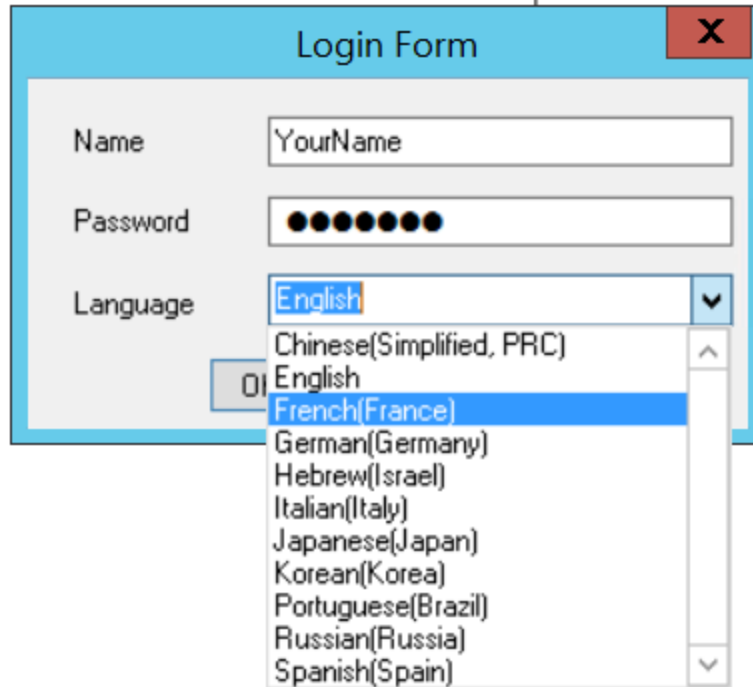 Login Form
X
Name YourName
Password
Language English
Chinese(Simplified, PRC)
English
French(France)
German(Germany)
Hebrew(Israel)
Italian(Italy)
Japanese(Japan)
Korean(Korea)
Portuguese(Brazil)
Russian(Russia)
Spanish(Spain)